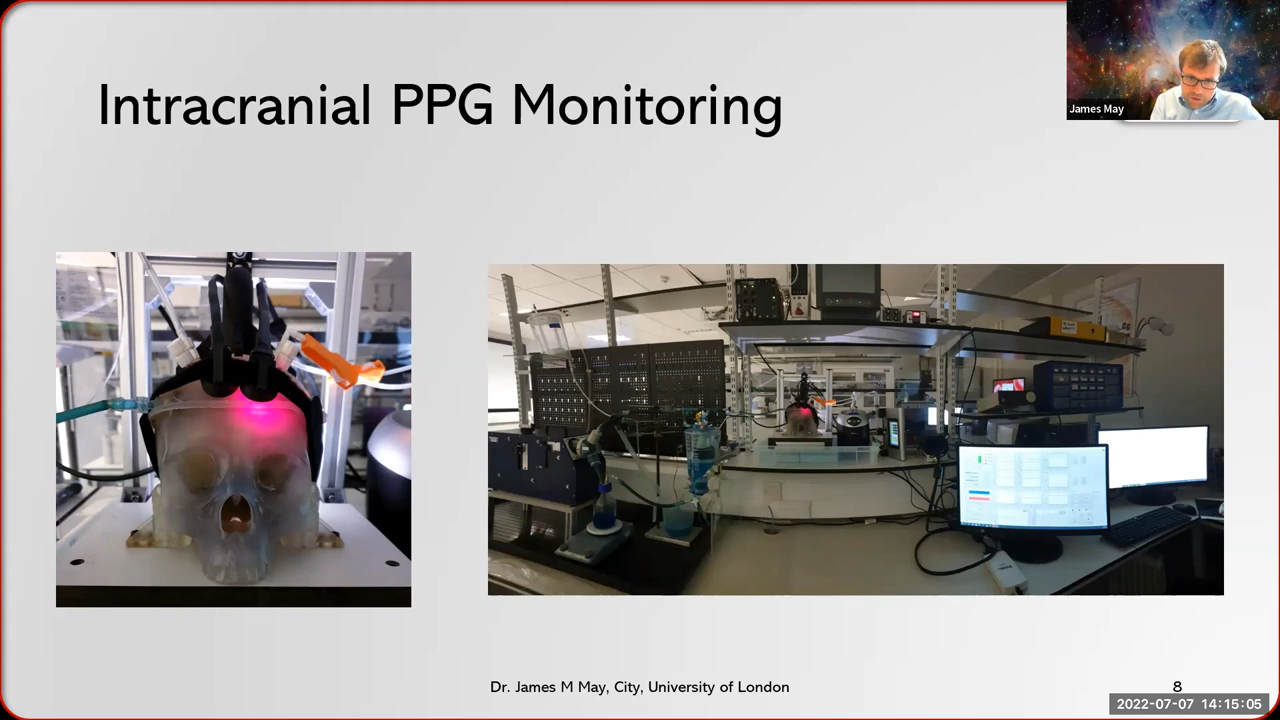 Intracranial PPG Monitoring
James May
Dr. James M May, City, University of London
8
2022-07-07 14:15:05